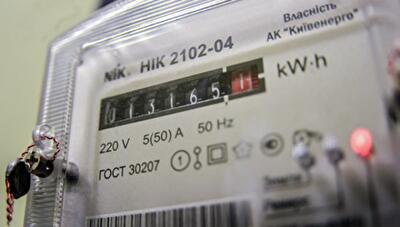 Власність
АК "Київенерго"
NiK НІК 2102-04
0 1 3 1 6 5 1 kW·h
220 V 5(50) A 50 Hz
ГОСТ 30207 1